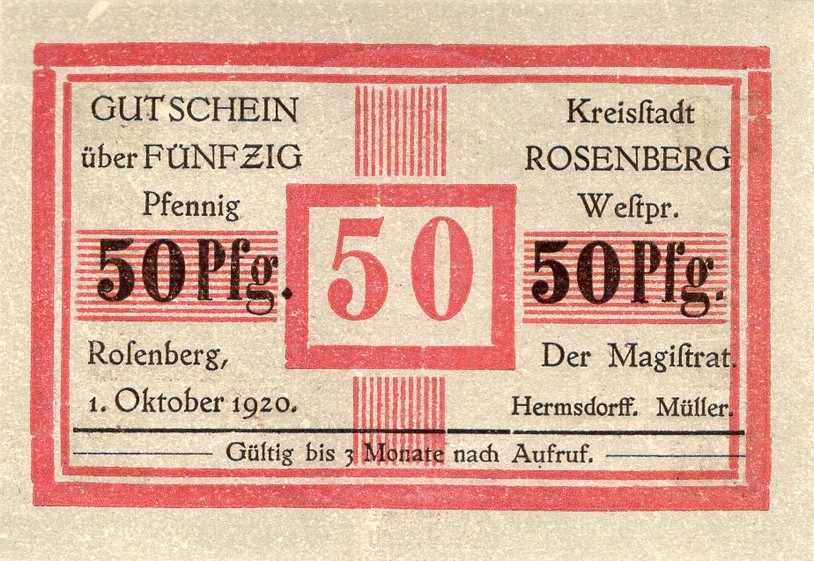 GUTSCHEIN
über FÜNFZIG
Pfennig
50 Pfg.
Roſenberg,
1. Oktober 1920.
50
Kreisſtadt
ROSENBERG
Weſtpr.
50 Pfg.
Der Magiſtrat.
Hermsdorff. Müller.
Gültig bis 3 Monate nach Aufruf.